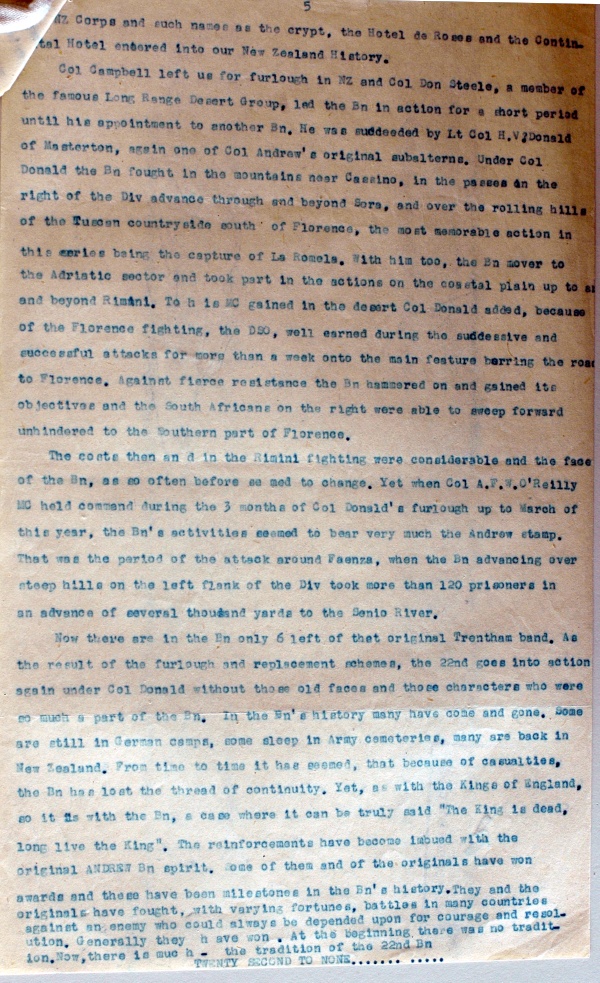 5
NZ Corps and such names as the crypt, the Hotel de Roses and the Contin-
tal Hotel entered into our New Zealand History.
Col Campbell left us for furlough in NZ and Col Don Steele, a member of
the famous Long Range Desert Group, led the Bn in action for a short period
until his appointment to another Bn. He was suddeeded by Lt Col H.V?Donald
of Masterton, again one of Col Andrew's original subalterns. Under Col
Donald the Bn fought in the mountains near Cassino, in the passes on the
right of the Div advance through and beyond Sora, and over the rolling hills
of the Tuscan countryside south of Florence, the most memorable action in
this series being the capture of La Romola. With him too, the Bn mover to
the Adriatic sector and took part in the actions on the coastal plain up to
and beyond Rimini. To h is MC gained in the desert Col Donald added, because
of the Florence fighting, the DSO, well earned during the suddessive and
successful attacks for more than a week onto the main feature barring the road
to Florence. Against fierce resistance the Bn hammered on and gained its
objectives and the South Africans on the right were able to sweep forward
unhindered to the Southern part of Florence.
The costs then an d in the Rimini fighting were considerable and the face
of the Bn, as so often before se med to change. Yet when Col A.F.W.O'Reilly
MC held command during the 3 months of Col Donald's furlough up to March of
this year, the Bn's activities seemed to bear very much the Andrew stamp.
That was the period of the attack around Faenza, when the Bn advancing over
steep hills on the left flank of the Div took more than 120 prisoners in
an advance of several thousand yards to the Senio River.
Now there are in the Bn only 6 left of that original Trentham band. As
the result of the furlough and replacement schemes, the 22nd goes into action
again under Col Donald without those old faces and those characters who were
so much a part of the Bn. In the Bn's history many have come and gone. Some
are still in German camps, some sleep in Army cemeteries, many are back in
New Zealand. From time to time it has seemed, that because of casualties,
the Bn has lost the thread of continuity. Yet, as with the Kings of England,
so it is with the Bn, a case where it can be truly said "The King is dead,
long live the King". The reinforcements have become imbued with the
original ANDREW Bn spirit. Some of them and of the originals have won
awards and these have been milestones in the Bn's history.They and the
originals have fought, with varying fortunes, battles in many countries
against an enemy who could always be depended upon for courage and resol-
ution. Generally they h ave won . At the beginning there was no tradit-
ion.Now,there is muc h - the tradition of the 22nd Bn
TWENTY SECOND TO NONE....... .....